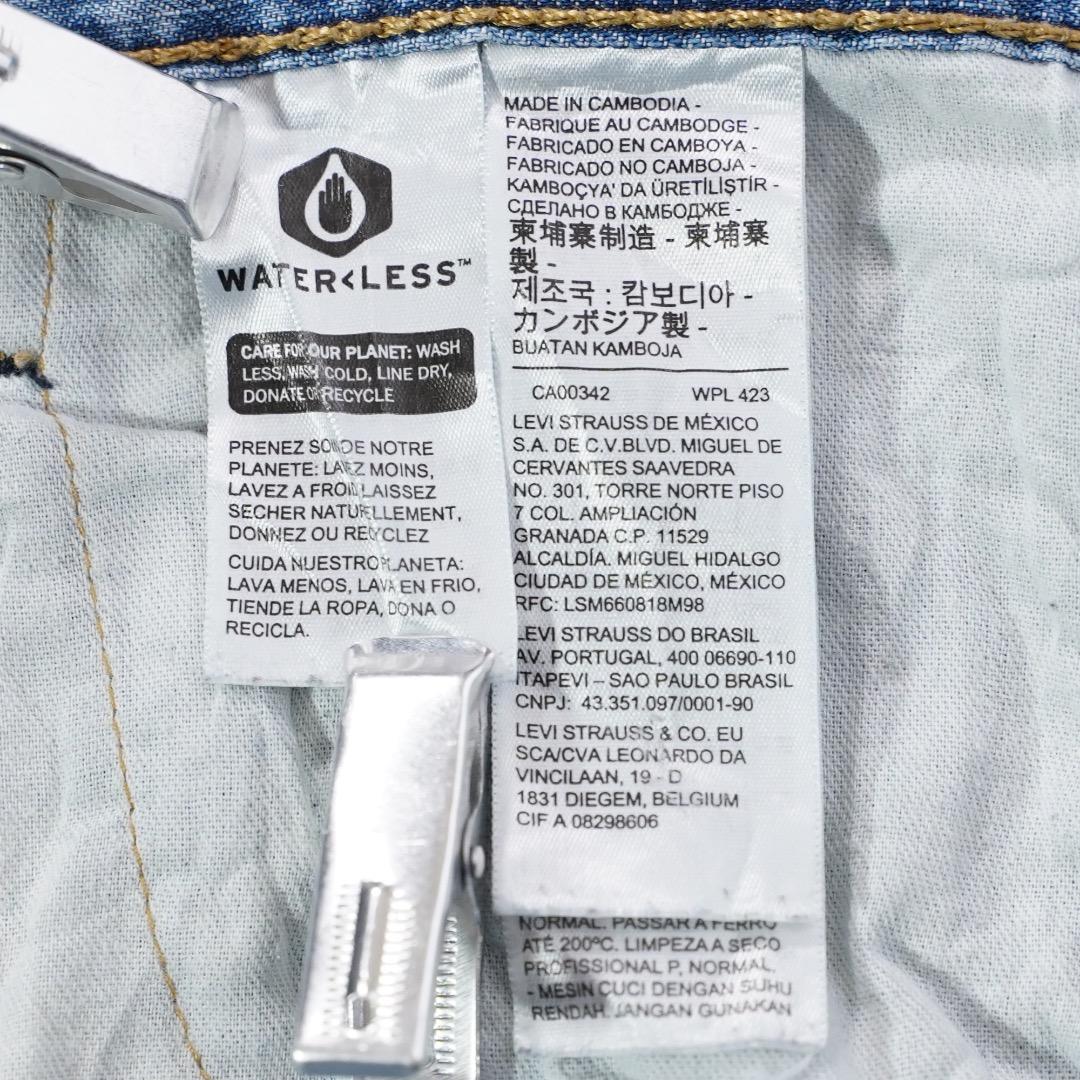 WATER<LESS™
CARE FOR OUR PLANET: WASH
LESS, WASH COLD, LINE DRY,
DONATE OR RECYCLE
PRENEZ SOIN DE NOTRE
PLANETE: LAVEZ MOINS,
LAVEZ A FROID, LAISSEZ
SECHER NATURELLEMENT,
DONNEZ OU RECYCLEZ
CUIDA NUESTRO PLANETA:
LAVA MENOS, LAVA EN FRIO,
TIENDE LA ROPA, DONA O
RECICLA.
MADE IN CAMBODIA -
FABRIQUE AU CAMBODGE -
FABRICADO EN CAMBOYA -
FABRICADO NO CAMBOJA -
KAMBOÇYA' DA ÜRETİLİŞTİR -
СДЕЛАНО В КАМБОДЖЕ -
柬埔寨制造 - 柬埔寨
製 -
제조국 : 캄보디아 -
カンボジア製 -
BUATAN KAMBOJA
CA00342 WPL 423
LEVI STRAUSS DE MÉXICO
S.A. DE C.V.BLVD. MIGUEL DE
CERVANTES SAAVEDRA
NO. 301, TORRE NORTE PISO
7 COL. AMPLIACIÓN
GRANADA C.P. 11529
ALCALDÍA. MIGUEL HIDALGO
CIUDAD DE MÉXICO, MÉXICO
RFC: LSM660818M98
LEVI STRAUSS DO BRASIL
AV. PORTUGAL, 400 06690-110
ITAPEVI – SAO PAULO BRASIL
CNPJ: 43.351.097/0001-90
LEVI STRAUSS & CO. EU
SCA/CVA LEONARDO DA
VINCILAAN, 19 - D
1831 DIEGEM, BELGIUM
CIF A 08298606
NORMAL. PASSAR A FERRO
ATÉ 200ºC. LIMPEZA A SECO
PROFISSIONAL P, NORMAL.
- MESIN CUCI DENGAN SUHU
RENDAH. JANGAN GUNAKAN